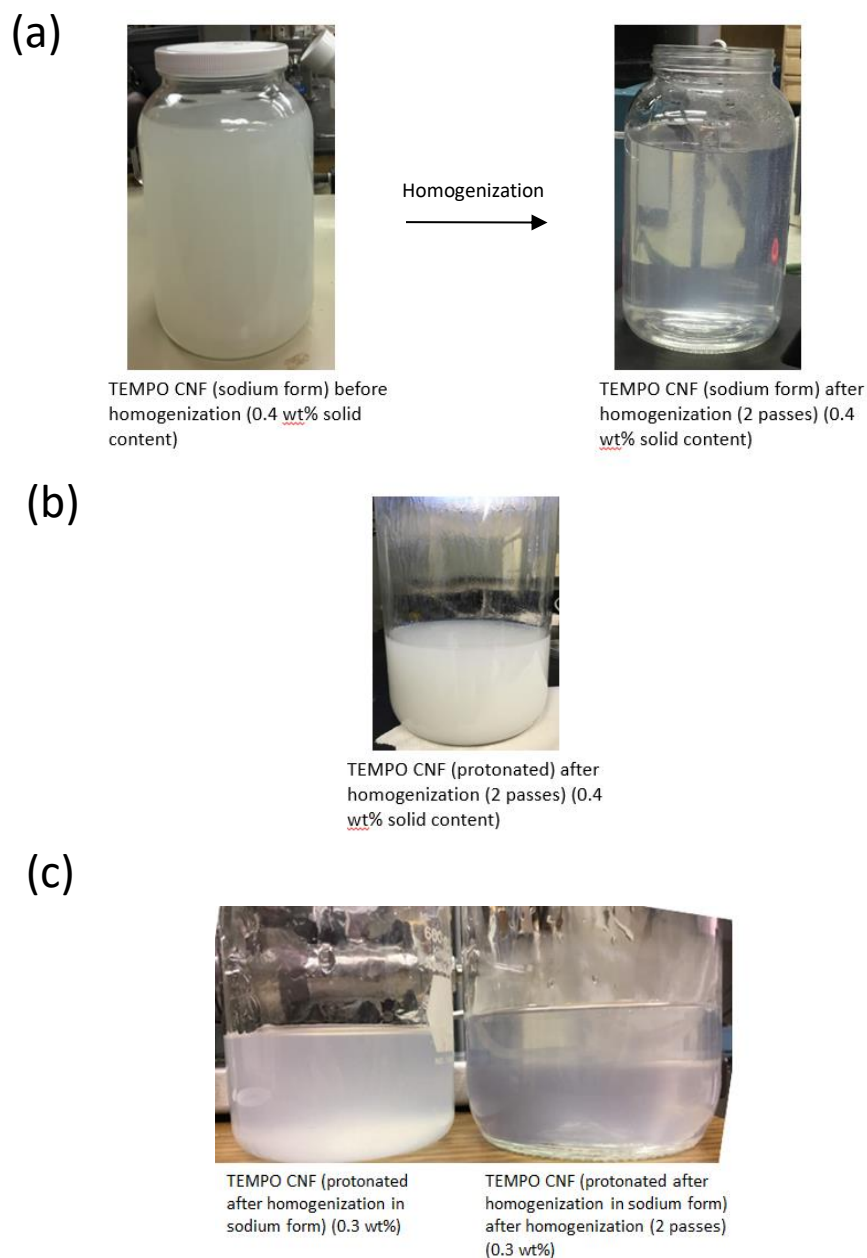 (a)
Homogenization
TEMPO CNF (sodium form) before
homogenization (0.4 wt% solid
content)
TEMPO CNF (sodium form) after
homogenization (2 passes) (0.4
wt% solid content)
(b)
TEMPO CNF (protonated) after
homogenization (2 passes) (0.4
wt% solid content)
(c)
TEMPO CNF (protonated
after homogenization in
sodium form) (0.3 wt%)
TEMPO CNF (protonated after
homogenization in sodium form)
after homogenization (2 passes)
(0.3 wt%)